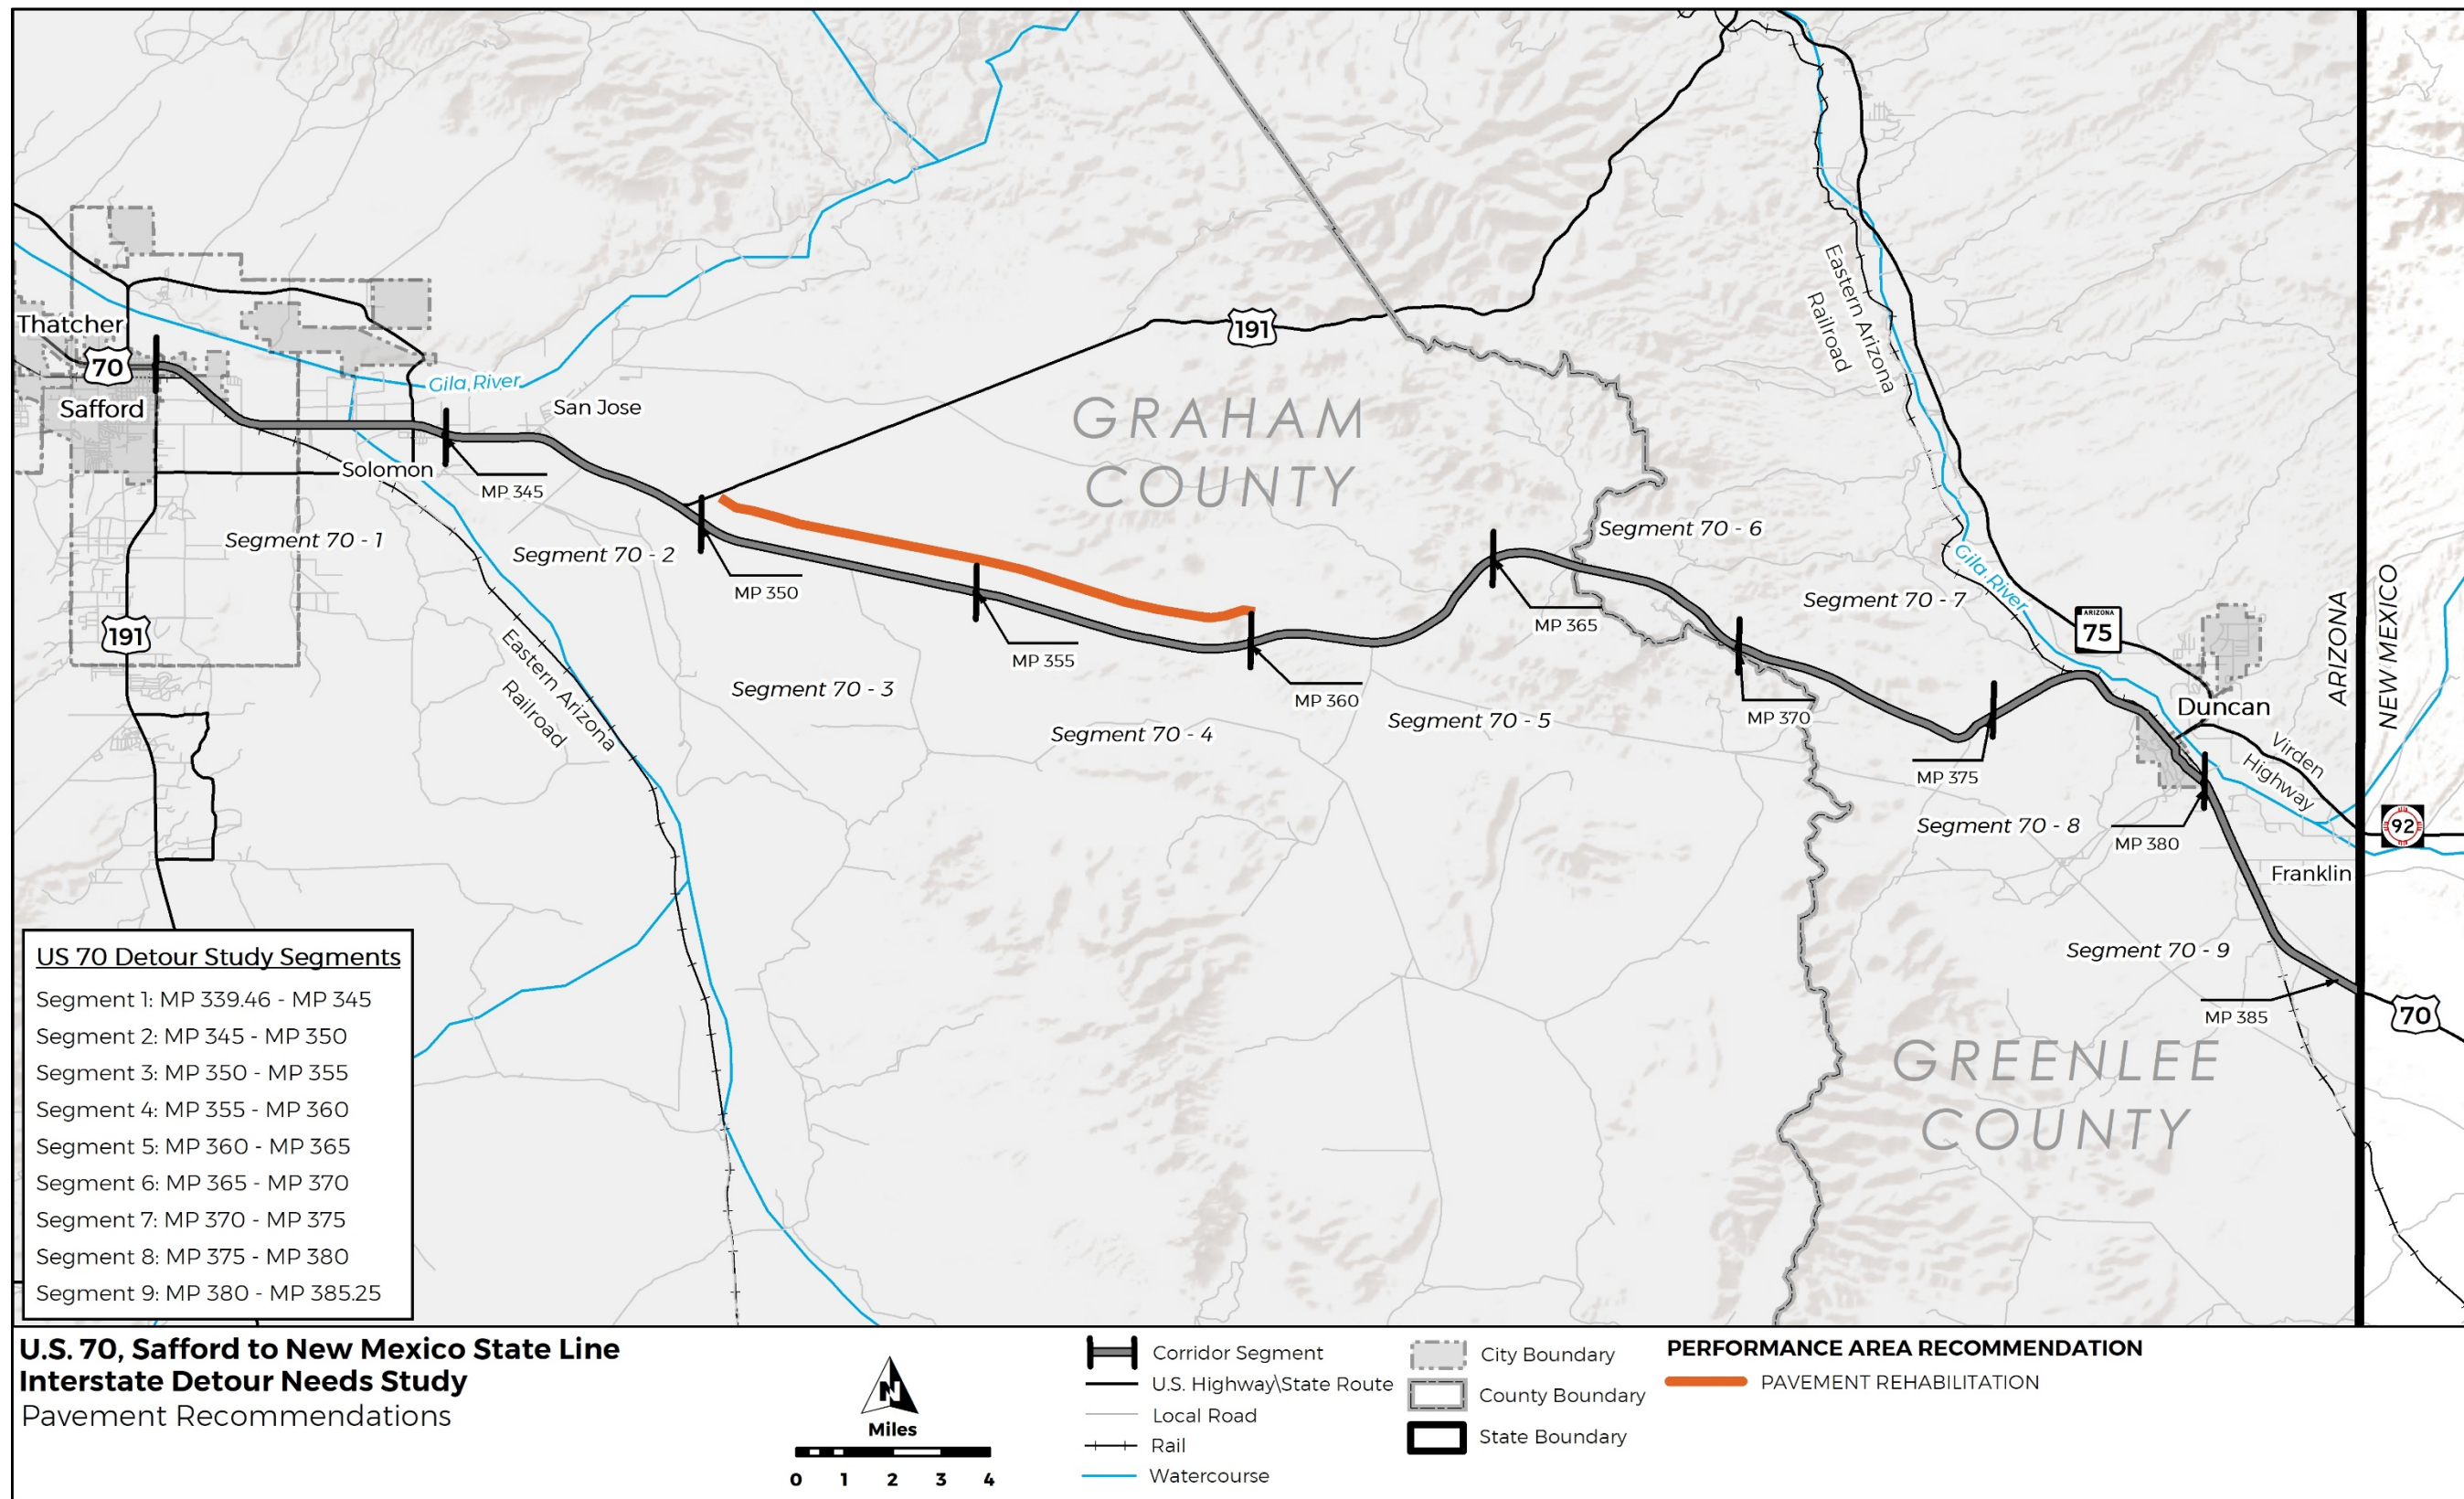 Thatcher
70
Safford
Gila River
San Jose
Solomon
MP 345
Segment 70 - 1
Segment 70 - 2
191
Eastern Arizona
Railroad
MP 350
Segment 70 - 3
191
GRAHAM
COUNTY
MP 355
Segment 70 - 4
MP 360
Segment 70 - 5
MP 365
Segment 70 - 6
Eastern Arizona
Railroad
Gila River
Segment 70 - 7
MP 370
MP 375
ARIZONA
75
Duncan
Virden
Highway
ARIZONA
NEW MEXICO
Segment 70 - 8
MP 380
92
Franklin
Segment 70 - 9
MP 385
70
GREENLEE
COUNTY
US 70 Detour Study Segments
Segment 1: MP 339.46 - MP 345
Segment 2: MP 345 - MP 350
Segment 3: MP 350 - MP 355
Segment 4: MP 355 - MP 360
Segment 5: MP 360 - MP 365
Segment 6: MP 365 - MP 370
Segment 7: MP 370 - MP 375
Segment 8: MP 375 - MP 380
Segment 9: MP 380 - MP 385.25
U.S. 70, Safford to New Mexico State Line
Interstate Detour Needs Study
Pavement Recommendations
N
Miles
0 1 2 3 4
Corridor Segment
U.S. Highway\State Route
Local Road
Rail
Watercourse
City Boundary
County Boundary
State Boundary
PERFORMANCE AREA RECOMMENDATION
PAVEMENT REHABILITATION